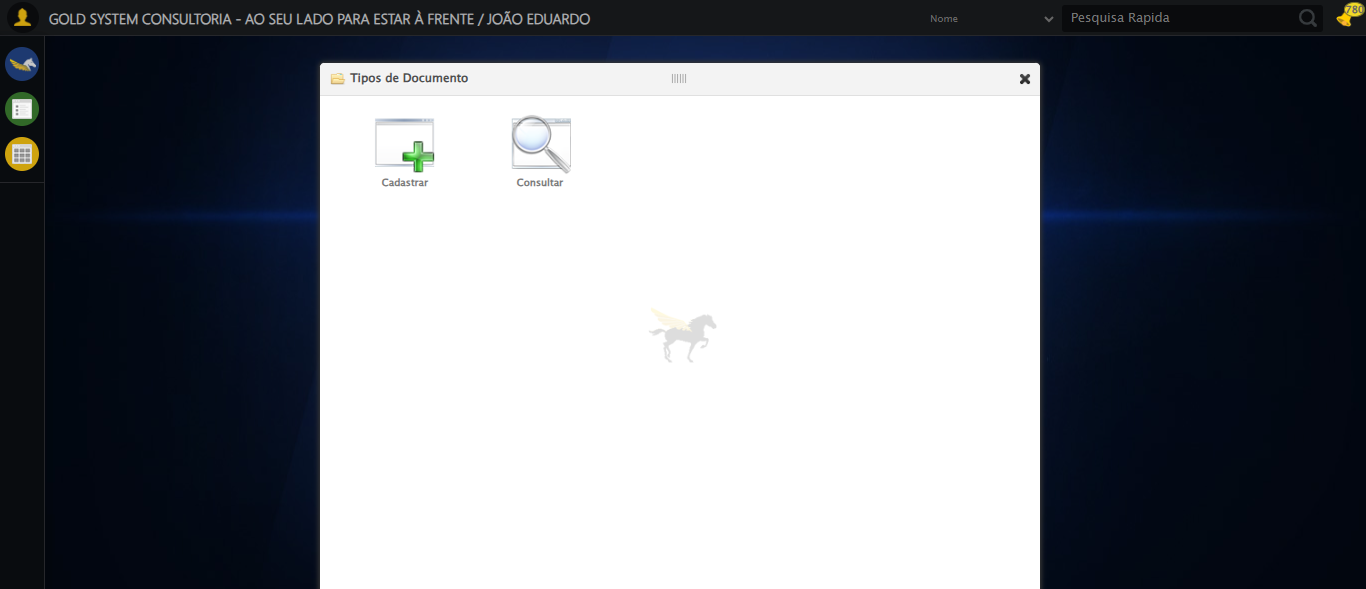 GOLD SYSTEM CONSULTORIA - AO SEU LADO PARA ESTAR À FRENTE / JOÃO EDUARDO
Nome
Pesquisa Rapida
780
Tipos de Documento
Cadastrar
Consultar